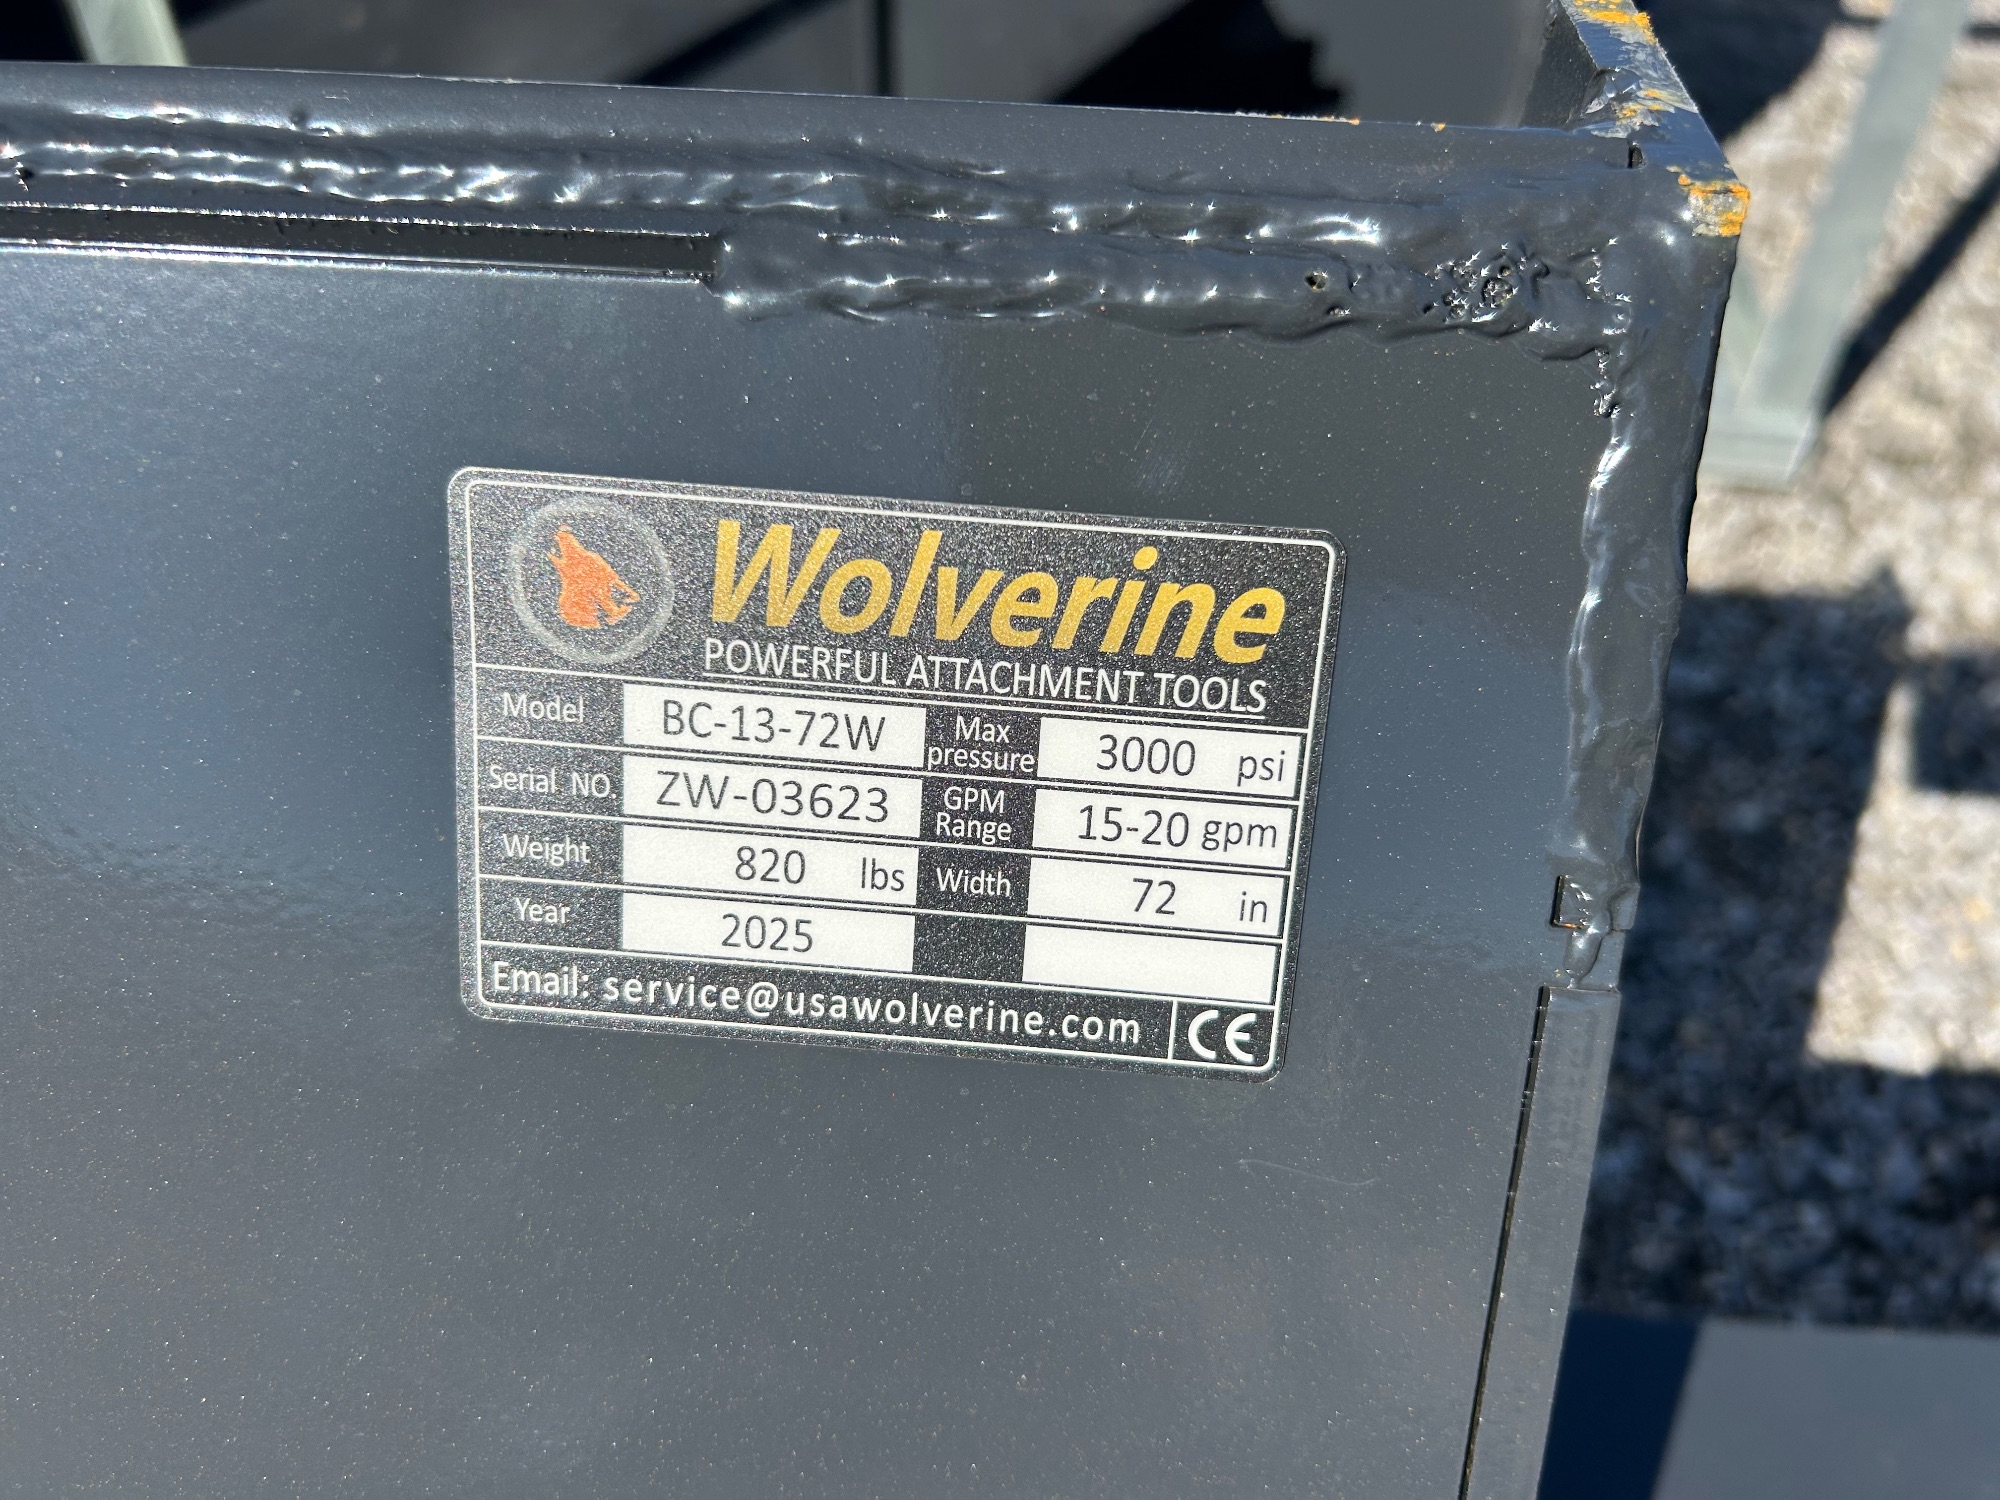 Wolverine
POWERFUL ATTACHMENT TOOLS
Model BC-13-72W Max pressure 3000 psi
Serial NO. ZW-03623 GPM Range 15-20 gpm
Weight 820 lbs Width 72 in
Year 2025
Email: service@usawolverine.com CE